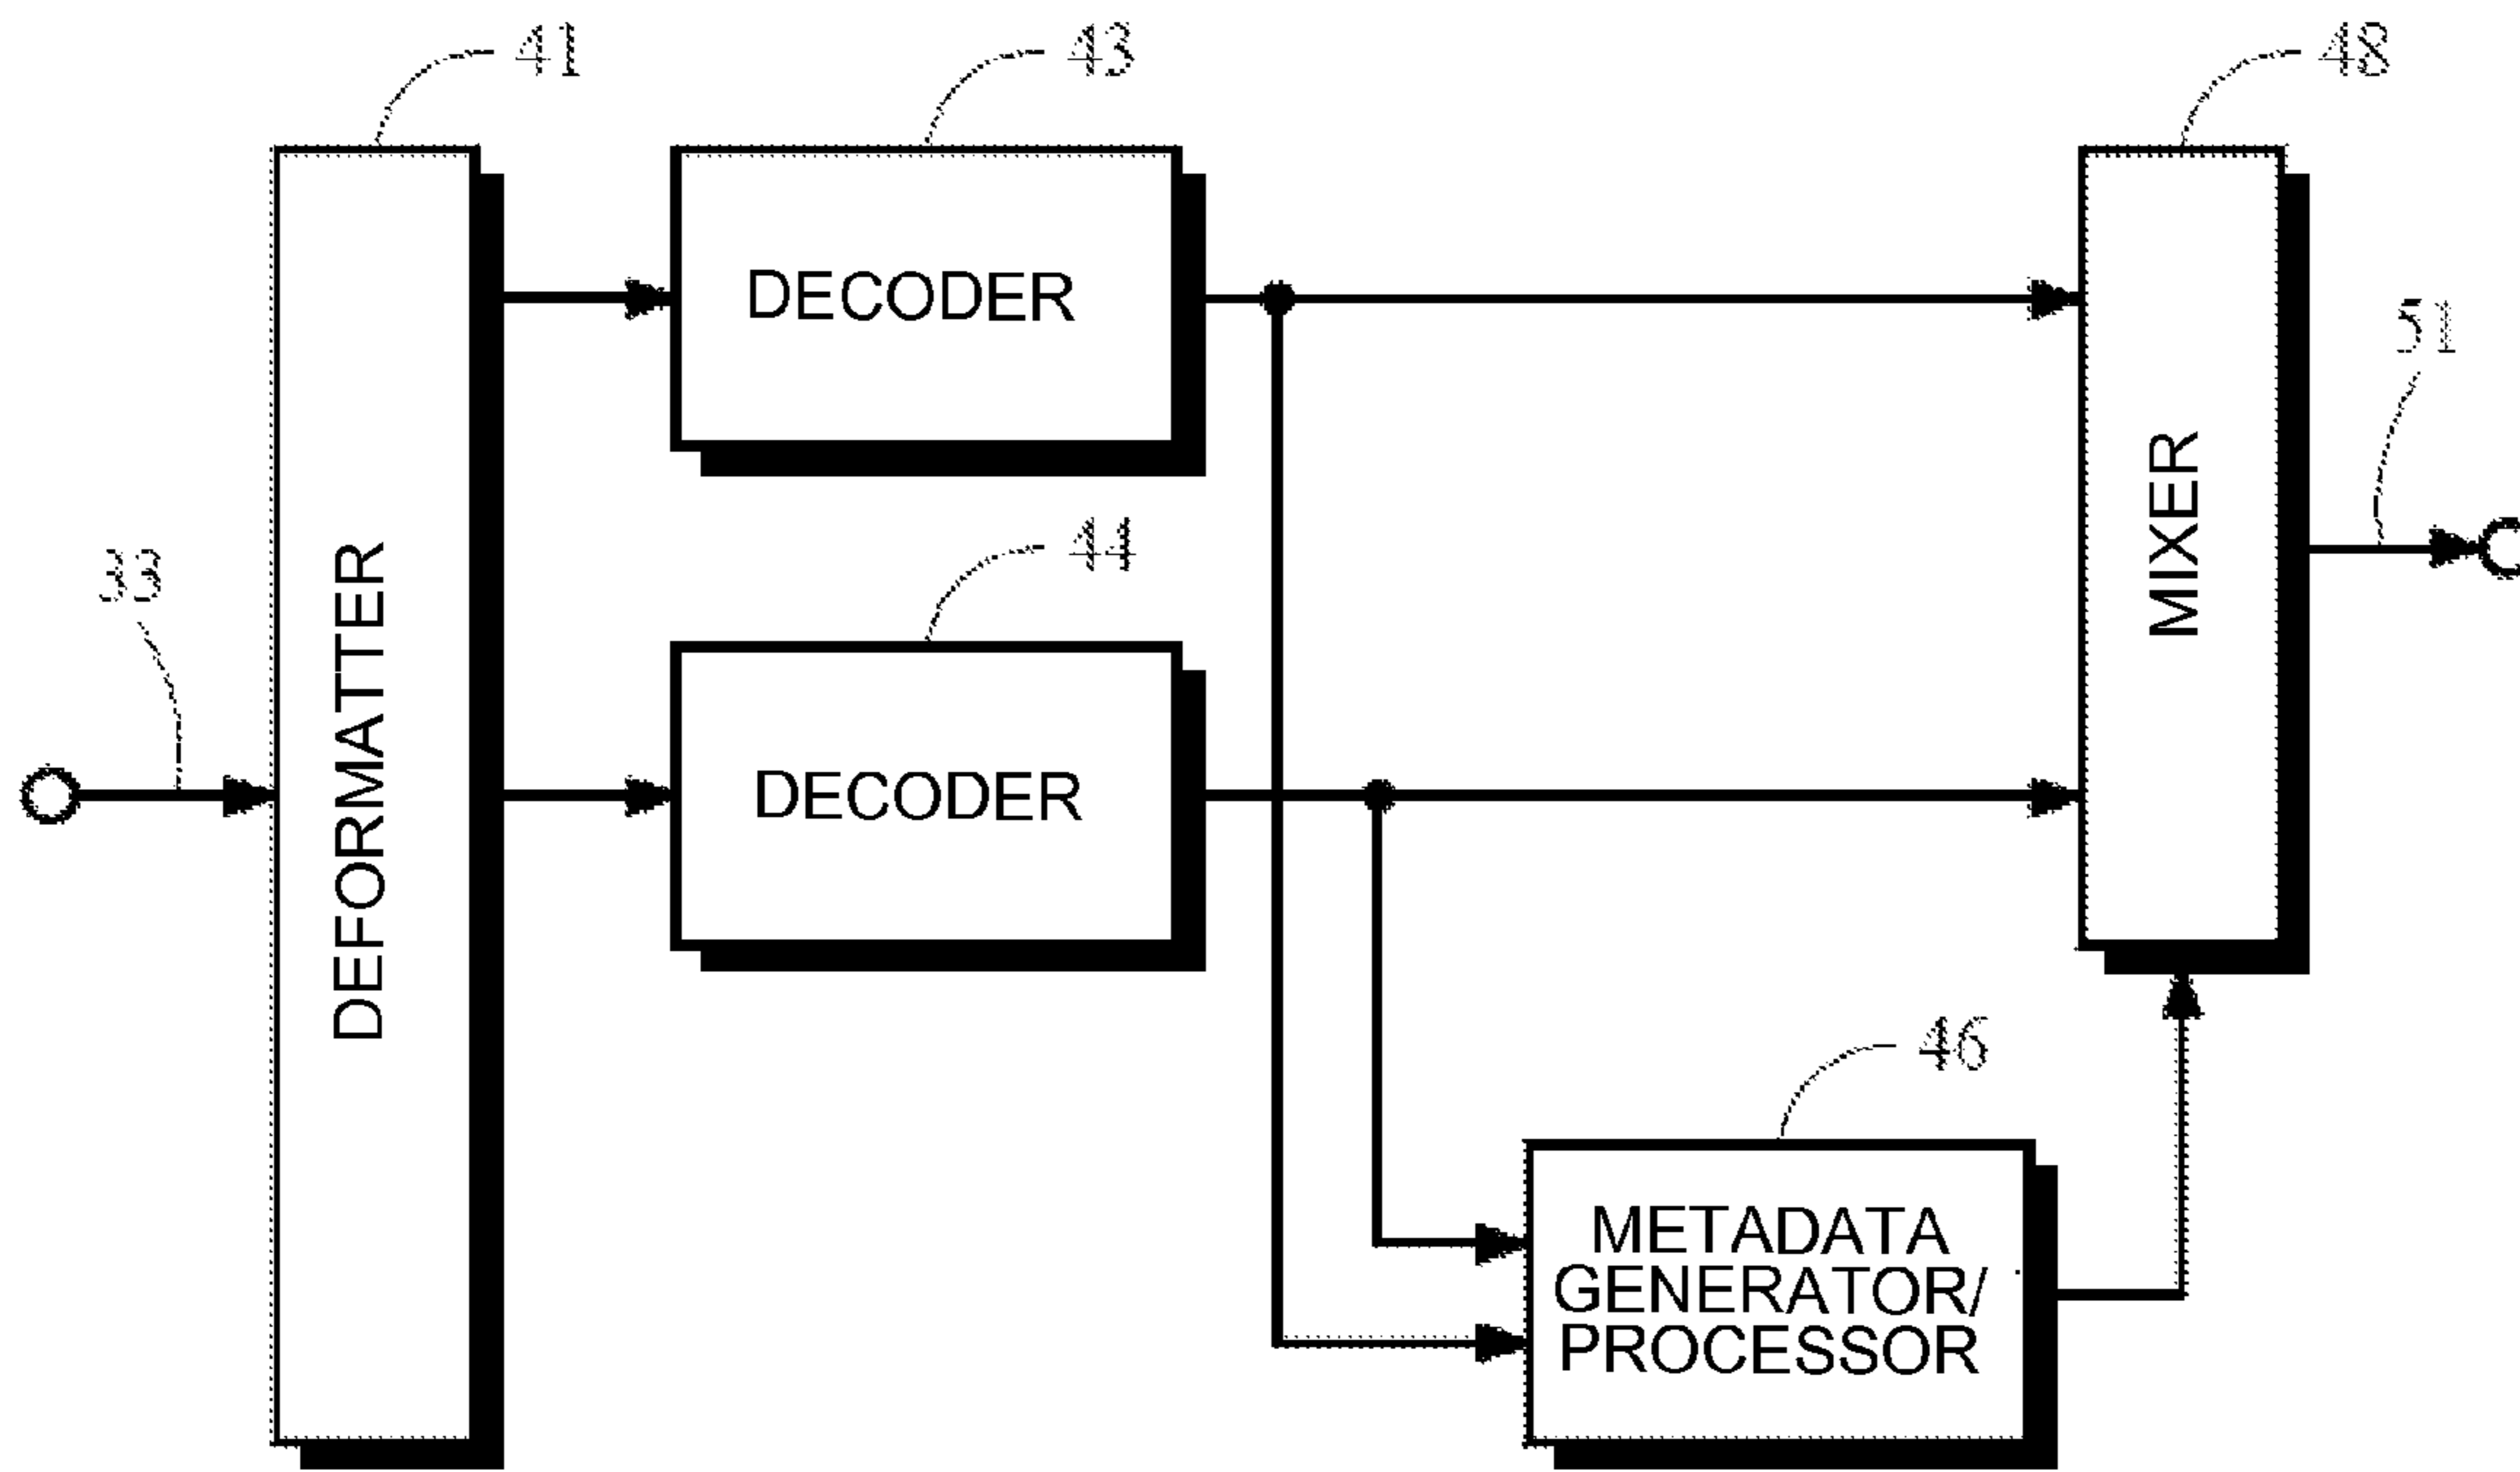 41
43
48
DECODER
51
44
33
MIXER
DEFORMATTER
DECODER
46
METADATA
GENERATOR/
PROCESSOR